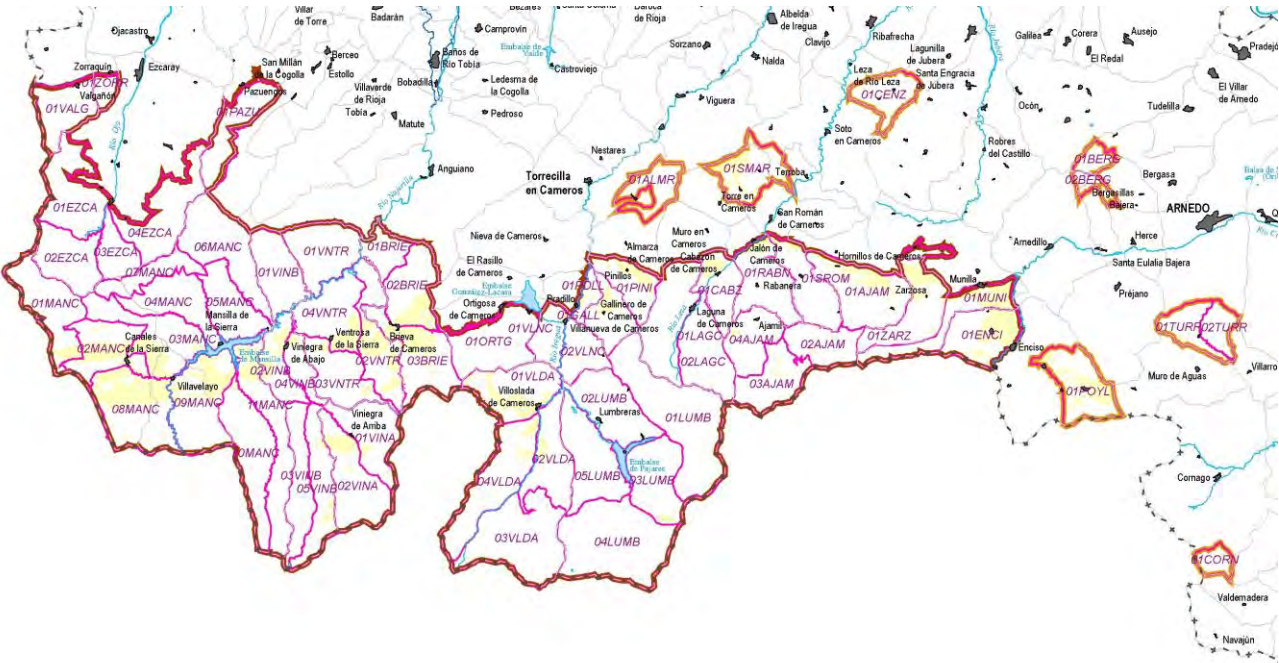 Villar
de Torre
Badarán
Camprovin
Ojacastro
Berceo
Estollo
San Millán
de la Cogolla
Pazuengos
Baños de
Río Tobia
Bobadilla
Ledesma de
la Cogolla
Pedroso
Villaverde
de Rioja
Tobía
Matute
Anguiano
Zorraquín
Ezcaray
Valgañón
01VALG
01PAZU
Río Oja
Embalse de
Castroviejo
Daroca
de Rioja
Sorzano
Albelda
de Iregua
Clavijo
Nalda
Viguera
Nestares
Torrecilla
en Cameros
Ribafrecha
Leza
de Río Leza
Lagunilla
de Jubera
Santa Engracia
de Jubera
01CENZ
Soto
en Cameros
Robres
del Castillo
Galilea
Corera
Ausejo
El Redal
Ocón
Tudelilla
El Villar
de Arnedo
01BERG
02BERG
Bergasa
Bergasillas
Bajera
ARNEDO
Arnedillo
Herce
Santa Eulalia Bajera
Préjano
01ALMR
01SMAR
Terroba
Torre en
Cameros
San Román
de Cameros
Nieva de Cameros
El Rasillo
de Cameros
Ortigosa
de Cameros
Embalse
González-Lacasa
Pradillo
Almarza
de Cameros
Muro en
Cameros
Cabezón
de Cameros
Jalón de
Cameros
Hornillos de Cameros
Pinillos
01PINI
Gallinero de
Cameros
Villanueva de Cameros
01RABN
Rabanera
01CABZ
Laguna
de Cameros
Ajamil
01SROM
01AJAM
Zarzosa
Munilla
01MUNI
01ENCI
Enciso
01LAGO
02LAGC
04AJAM
02AJAM
03AJAM
01ZARZ
01EZCA
02EZCA
03EZCA
04EZCA
06MANC
07MANC
01MANC
04MANC
05MANC
Mansilla de
la Sierra
03MANC
Canales
de la Sierra
02MANC
Embalse
de Mansilla
Villavelayo
08MANC
09MANC
11MANC
01VNTR
01VINB
01BRIE
02BRIE
04VNTR
Ventrosa
de la Sierra
Viniegra
de Abajo
Brieva
de Cameros
02VNTR
03BRIE
02VINB
04VINB
03VNTR
Viniegra
de Arriba
01VINA
03VINB
05VINB
02VINA
01ORTG
01VLNC
02VLNC
01VLDA
Villoslada
de Cameros
02LUMB
Lumbreras
01LUMB
Embalse
de Pajares
02VLDA
04VLDA
05LUMB
03LUMB
03VLDA
04LUMB
01TURR
02TURR
Muro de Aguas
01POYL
Cornago
01CORN
Valdemadera
Navajún